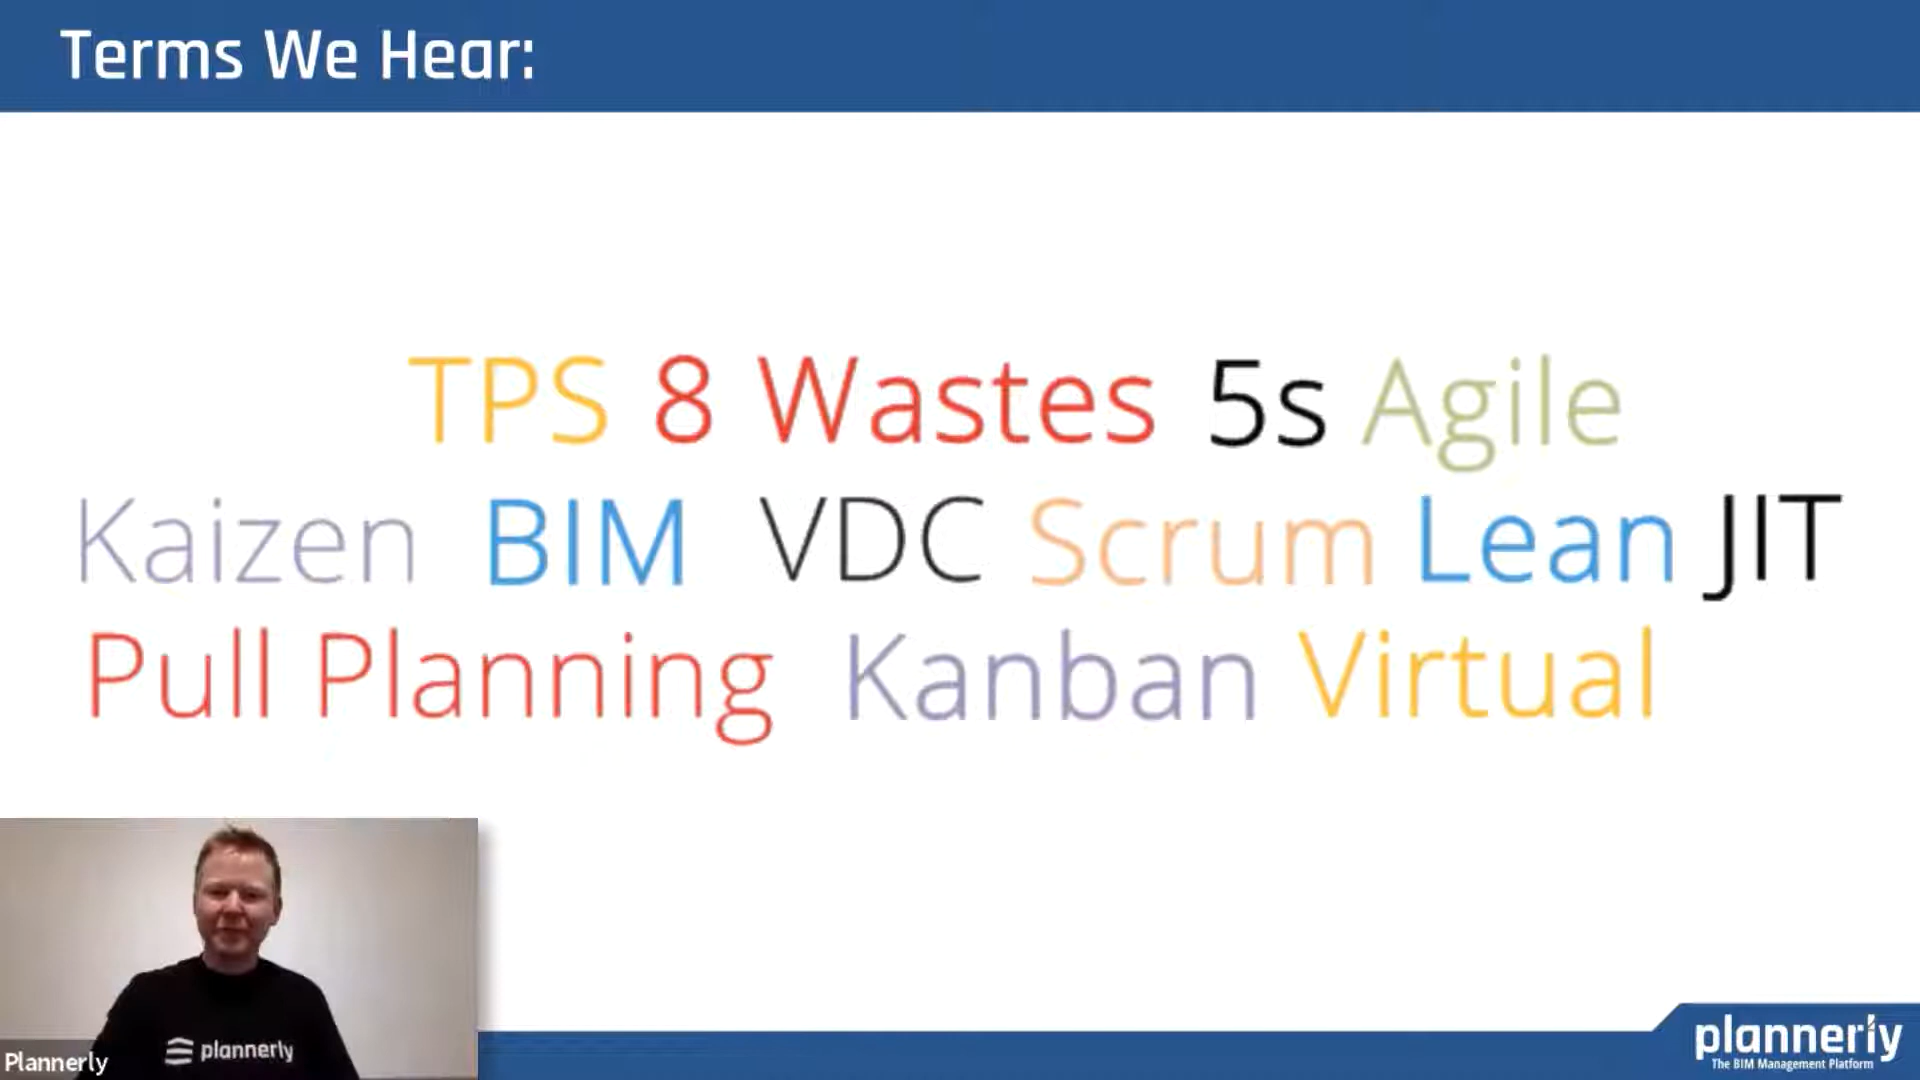 Terms We Hear:
TPS 8 Wastes 5s Agile
Kaizen BIM VDC Scrum Lean JIT
Pull Planning Kanban Virtual
plannerly
Plannerly
plannerly
The BIM Management Platform